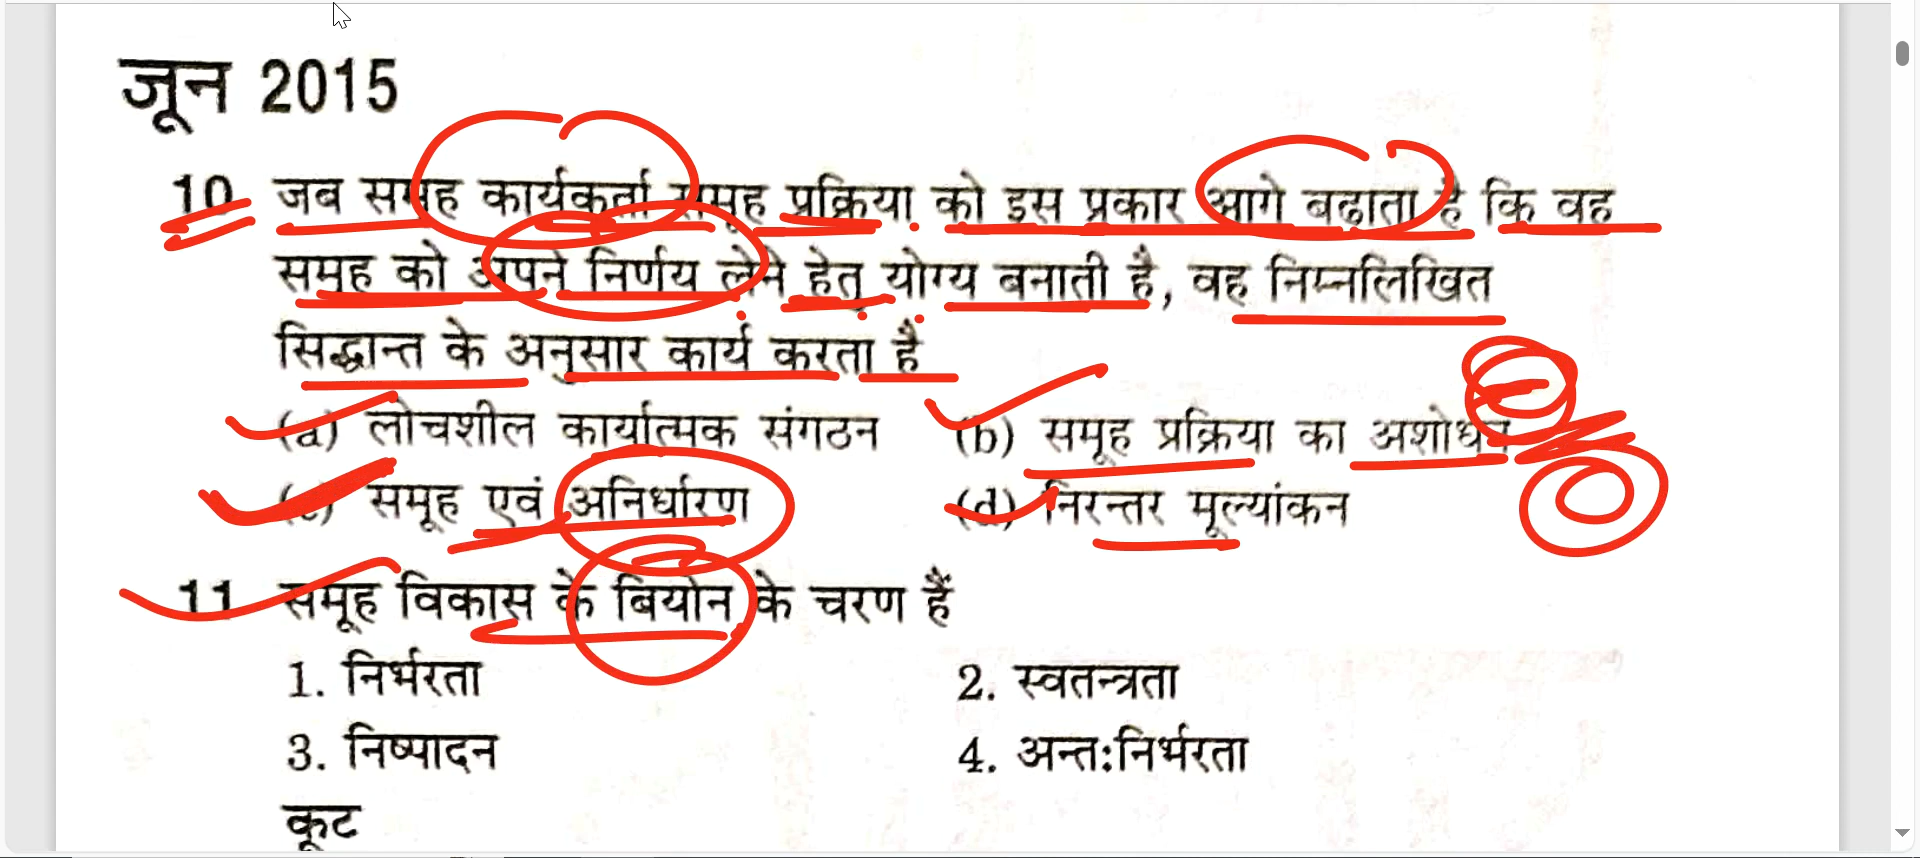 जून 2015
10. जब समूह कार्यकर्ता समूह प्रक्रिया को इस प्रकार आगे बढ़ाता है कि वह
समूह को अपने निर्णय लेने हेतु योग्य बनाती है, वह निम्नलिखित
सिद्धान्त के अनुसार कार्य करता है
(a) लोचशील कार्यात्मक संगठन (b) समूह प्रक्रिया का अशोधन
(c) समूह एवं अनिर्धारण (d) निरन्तर मूल्यांकन
11 समूह विकास के बियोन के चरण हैं
1. निर्भरता 2. स्वतन्त्रता
3. निष्पादन 4. अन्तःनिर्भरता
कूट